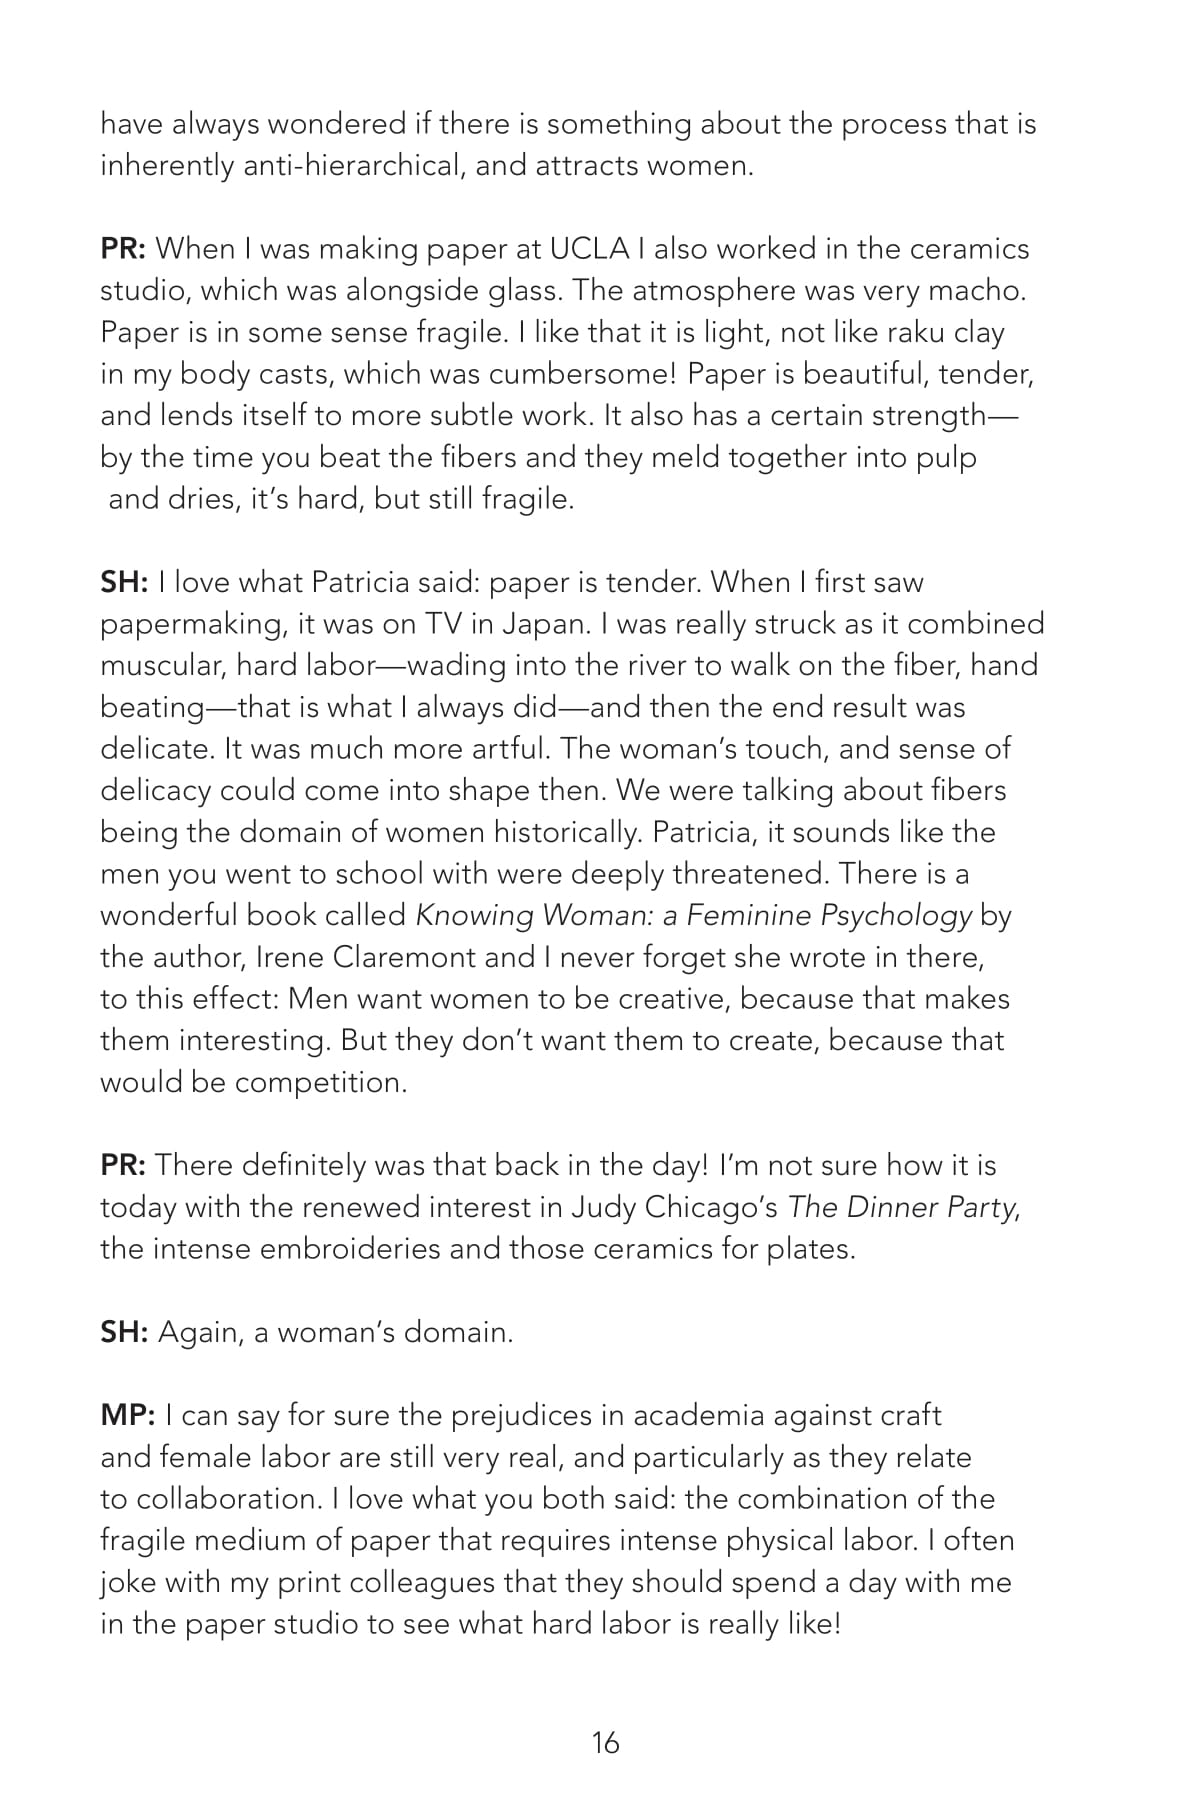 have always wondered if there is something about the process that is
inherently anti-hierarchical, and attracts women.
PR: When I was making paper at UCLA I also worked in the ceramics
studio, which was alongside glass. The atmosphere was very macho.
Paper is in some sense fragile. I like that it is light, not like raku clay
in my body casts, which was cumbersome! Paper is beautiful, tender,
and lends itself to more subtle work. It also has a certain strength—
by the time you beat the fibers and they meld together into pulp
and dries, it’s hard, but still fragile.
SH: I love what Patricia said: paper is tender. When I first saw
papermaking, it was on TV in Japan. I was really struck as it combined
muscular, hard labor—wading into the river to walk on the fiber, hand
beating—that is what I always did—and then the end result was
delicate. It was much more artful. The woman’s touch, and sense of
delicacy could come into shape then. We were talking about fibers
being the domain of women historically. Patricia, it sounds like the
men you went to school with were deeply threatened. There is a
wonderful book called Knowing Woman: a Feminine Psychology by
the author, Irene Claremont and I never forget she wrote in there,
to this effect: Men want women to be creative, because that makes
them interesting. But they don’t want them to create, because that
would be competition.
PR: There definitely was that back in the day! I’m not sure how it is
today with the renewed interest in Judy Chicago’s The Dinner Party,
the intense embroideries and those ceramics for plates.
SH: Again, a woman’s domain.
MP: I can say for sure the prejudices in academia against craft
and female labor are still very real, and particularly as they relate
to collaboration. I love what you both said: the combination of the
fragile medium of paper that requires intense physical labor. I often
joke with my print colleagues that they should spend a day with me
in the paper studio to see what hard labor is really like!
16